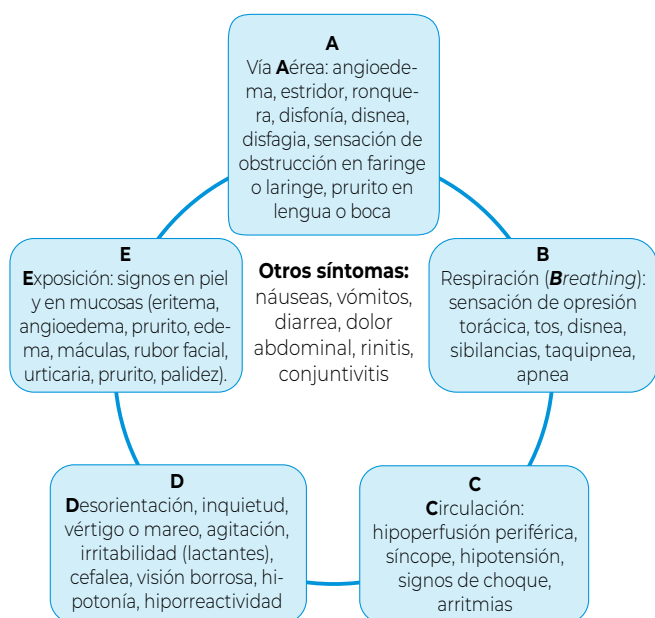 A
Vía Aérea: angioede-
ma, estridor, ronque-
ra, disfonía, disnea,
disfagia, sensación de
obstrucción en faringe
o laringe, prurito en
lengua o boca
B
Respiración (Breathing):
sensación de opresión
torácica, tos, disnea,
sibilancias, taquipnea,
apnea
C
Circulación:
hipoperfusión periférica,
síncope, hipotensión,
signos de choque,
arritmias
D
Desorientación, inquietud,
vértigo o mareo, agitación,
irritabilidad (lactantes),
cefalea, visión borrosa, hi-
potonía, hiporreactividad
E
Exposición: signos en piel
y en mucosas (eritema,
angioedema, prurito, ede-
ma, máculas, rubor facial,
urticaria, prurito, palidez).
Otros síntomas:
náuseas, vómitos,
diarrea, dolor
abdominal, rinitis,
conjuntivitis